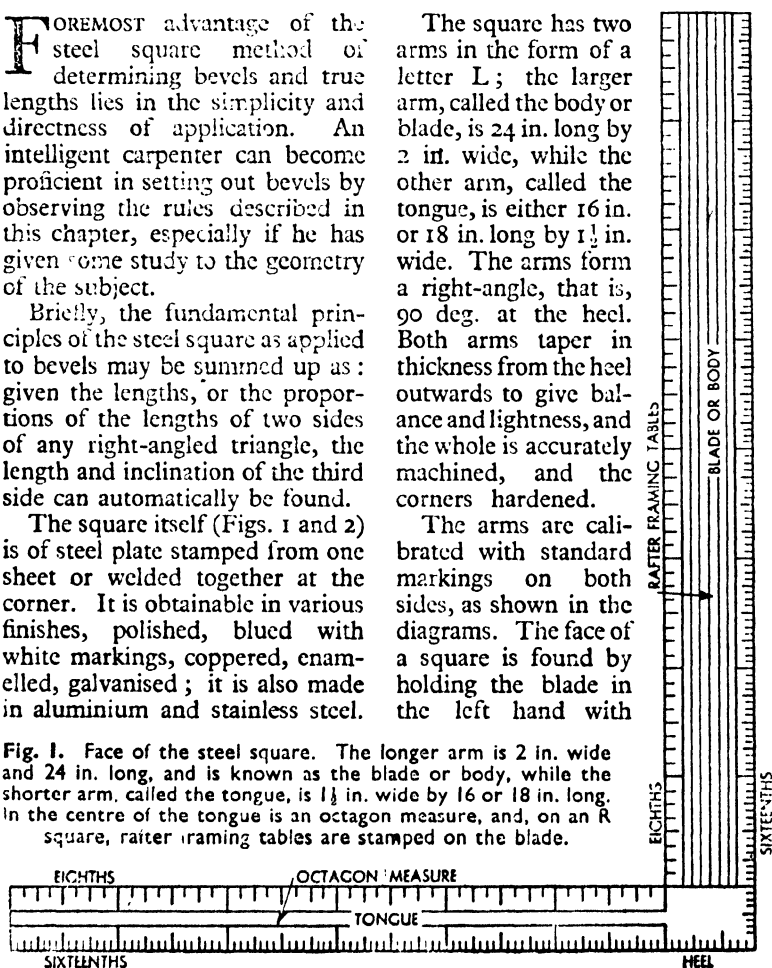 FOREMOST advantage of the
steel square method of
determining bevels and true
lengths lies in the simplicity and
directness of application. An
intelligent carpenter can become
proficient in setting out bevels by
observing the rules described in
this chapter, especially if he has
given some study to the geometry
of the subject.
Briefly, the fundamental prin-
ciples of the steel square as applied
to bevels may be summed up as :
given the lengths, or the propor-
tions of the lengths of two sides
of any right-angled triangle, the
length and inclination of the third
side can automatically be found.
The square itself (Figs. 1 and 2)
is of steel plate stamped from one
sheet or welded together at the
corner. It is obtainable in various
finishes, polished, blued with
white markings, coppered, enam-
elled, galvanised ; it is also made
in aluminium and stainless steel.
The square has two
arms in the form of a
letter L ; the larger
arm, called the body or
blade, is 24 in. long by
2 in. wide, while the
other arm, called the
tongue, is either 16 in.
or 18 in. long by 1½ in.
wide. The arms form
a right-angle, that is,
90 deg. at the heel.
Both arms taper in
thickness from the heel
outwards to give bal-
ance and lightness, and
the whole is accurately
machined, and the
corners hardened.
The arms are cali-
brated with standard
markings on both
sides, as shown in the
diagrams. The face of
a square is found by
holding the blade in
the left hand with
RAFTER FRAMING TABLES
BLADE OR BODY
EIGHTHS
SIXTEENTHS
Fig. 1. Face of the steel square. The longer arm is 2 in. wide
and 24 in. long, and is known as the blade or body, while the
shorter arm, called the tongue, is 1½ in. wide by 16 or 18 in. long.
In the centre of the tongue is an octagon measure, and, on an R
square, rafter framing tables are stamped on the blade.
EIGHTHS
OCTAGON MEASURE
TONGUE
SIXTEENTHS
HEEL